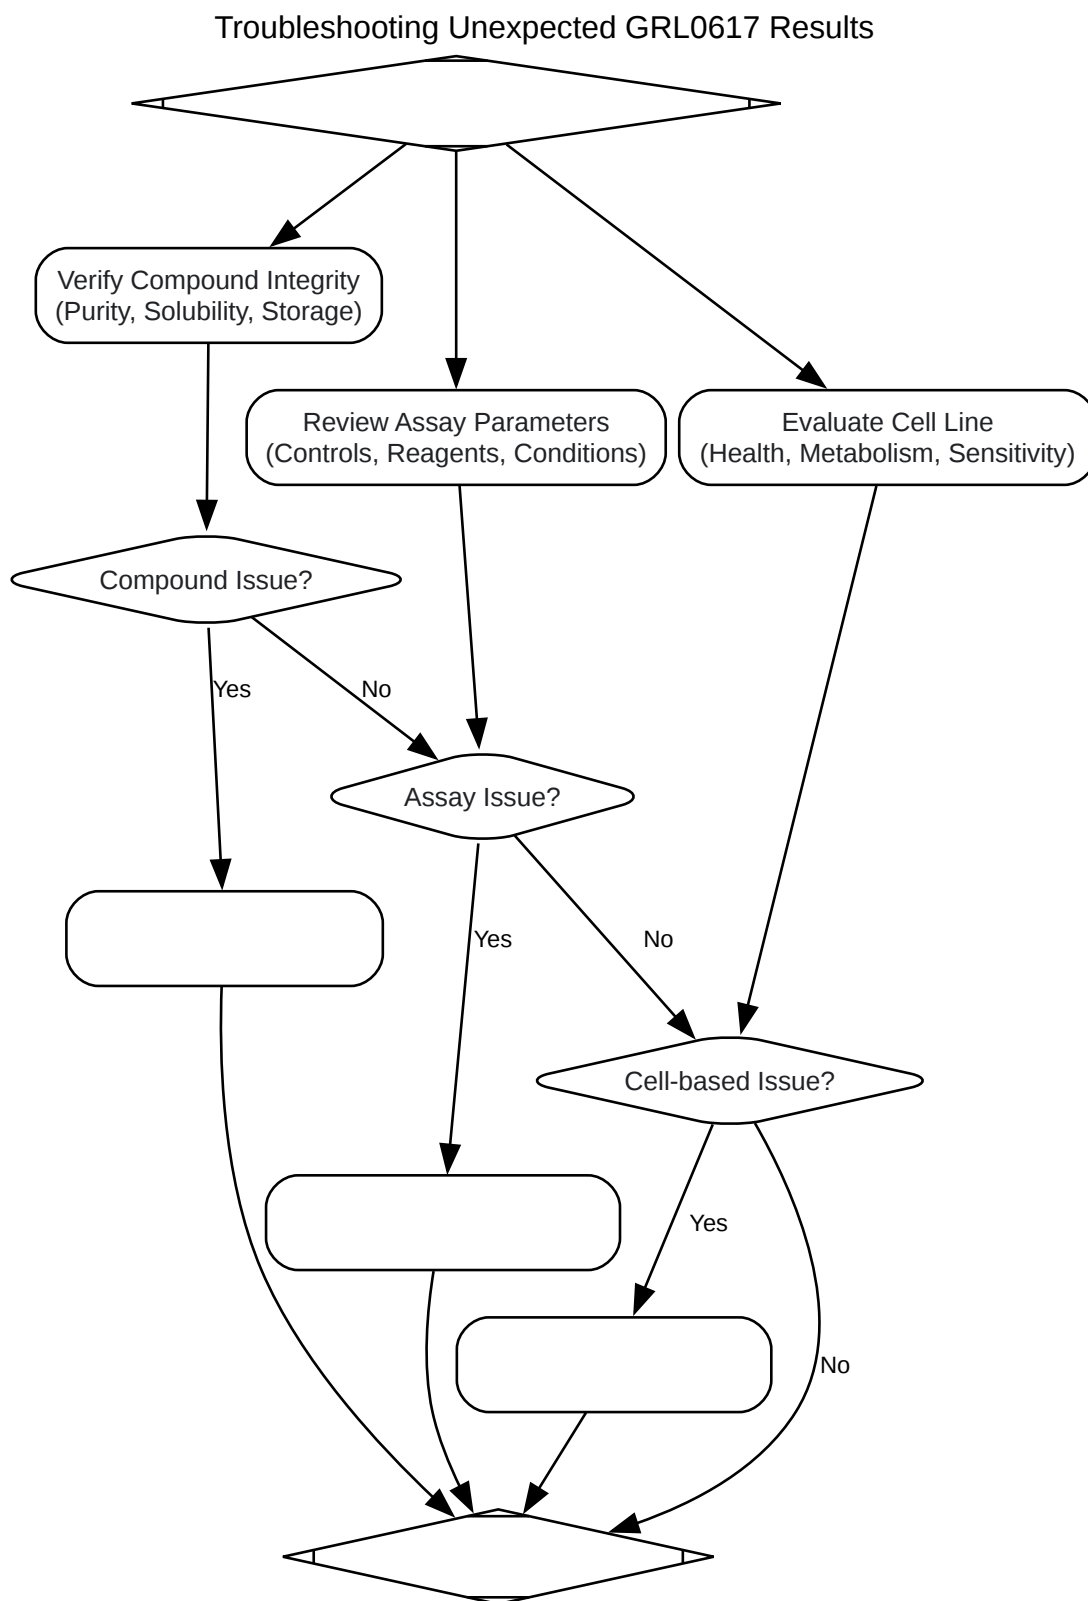 Troubleshooting Unexpected GRL0617 Results
Verify Compound Integrity
(Purity, Solubility, Storage)
Review Assay Parameters
(Controls, Reagents, Conditions)
Evaluate Cell Line
(Health, Metabolism, Sensitivity)
Compound Issue?
Yes
No
Assay Issue?
Yes
No
Cell-based Issue?
Yes
No